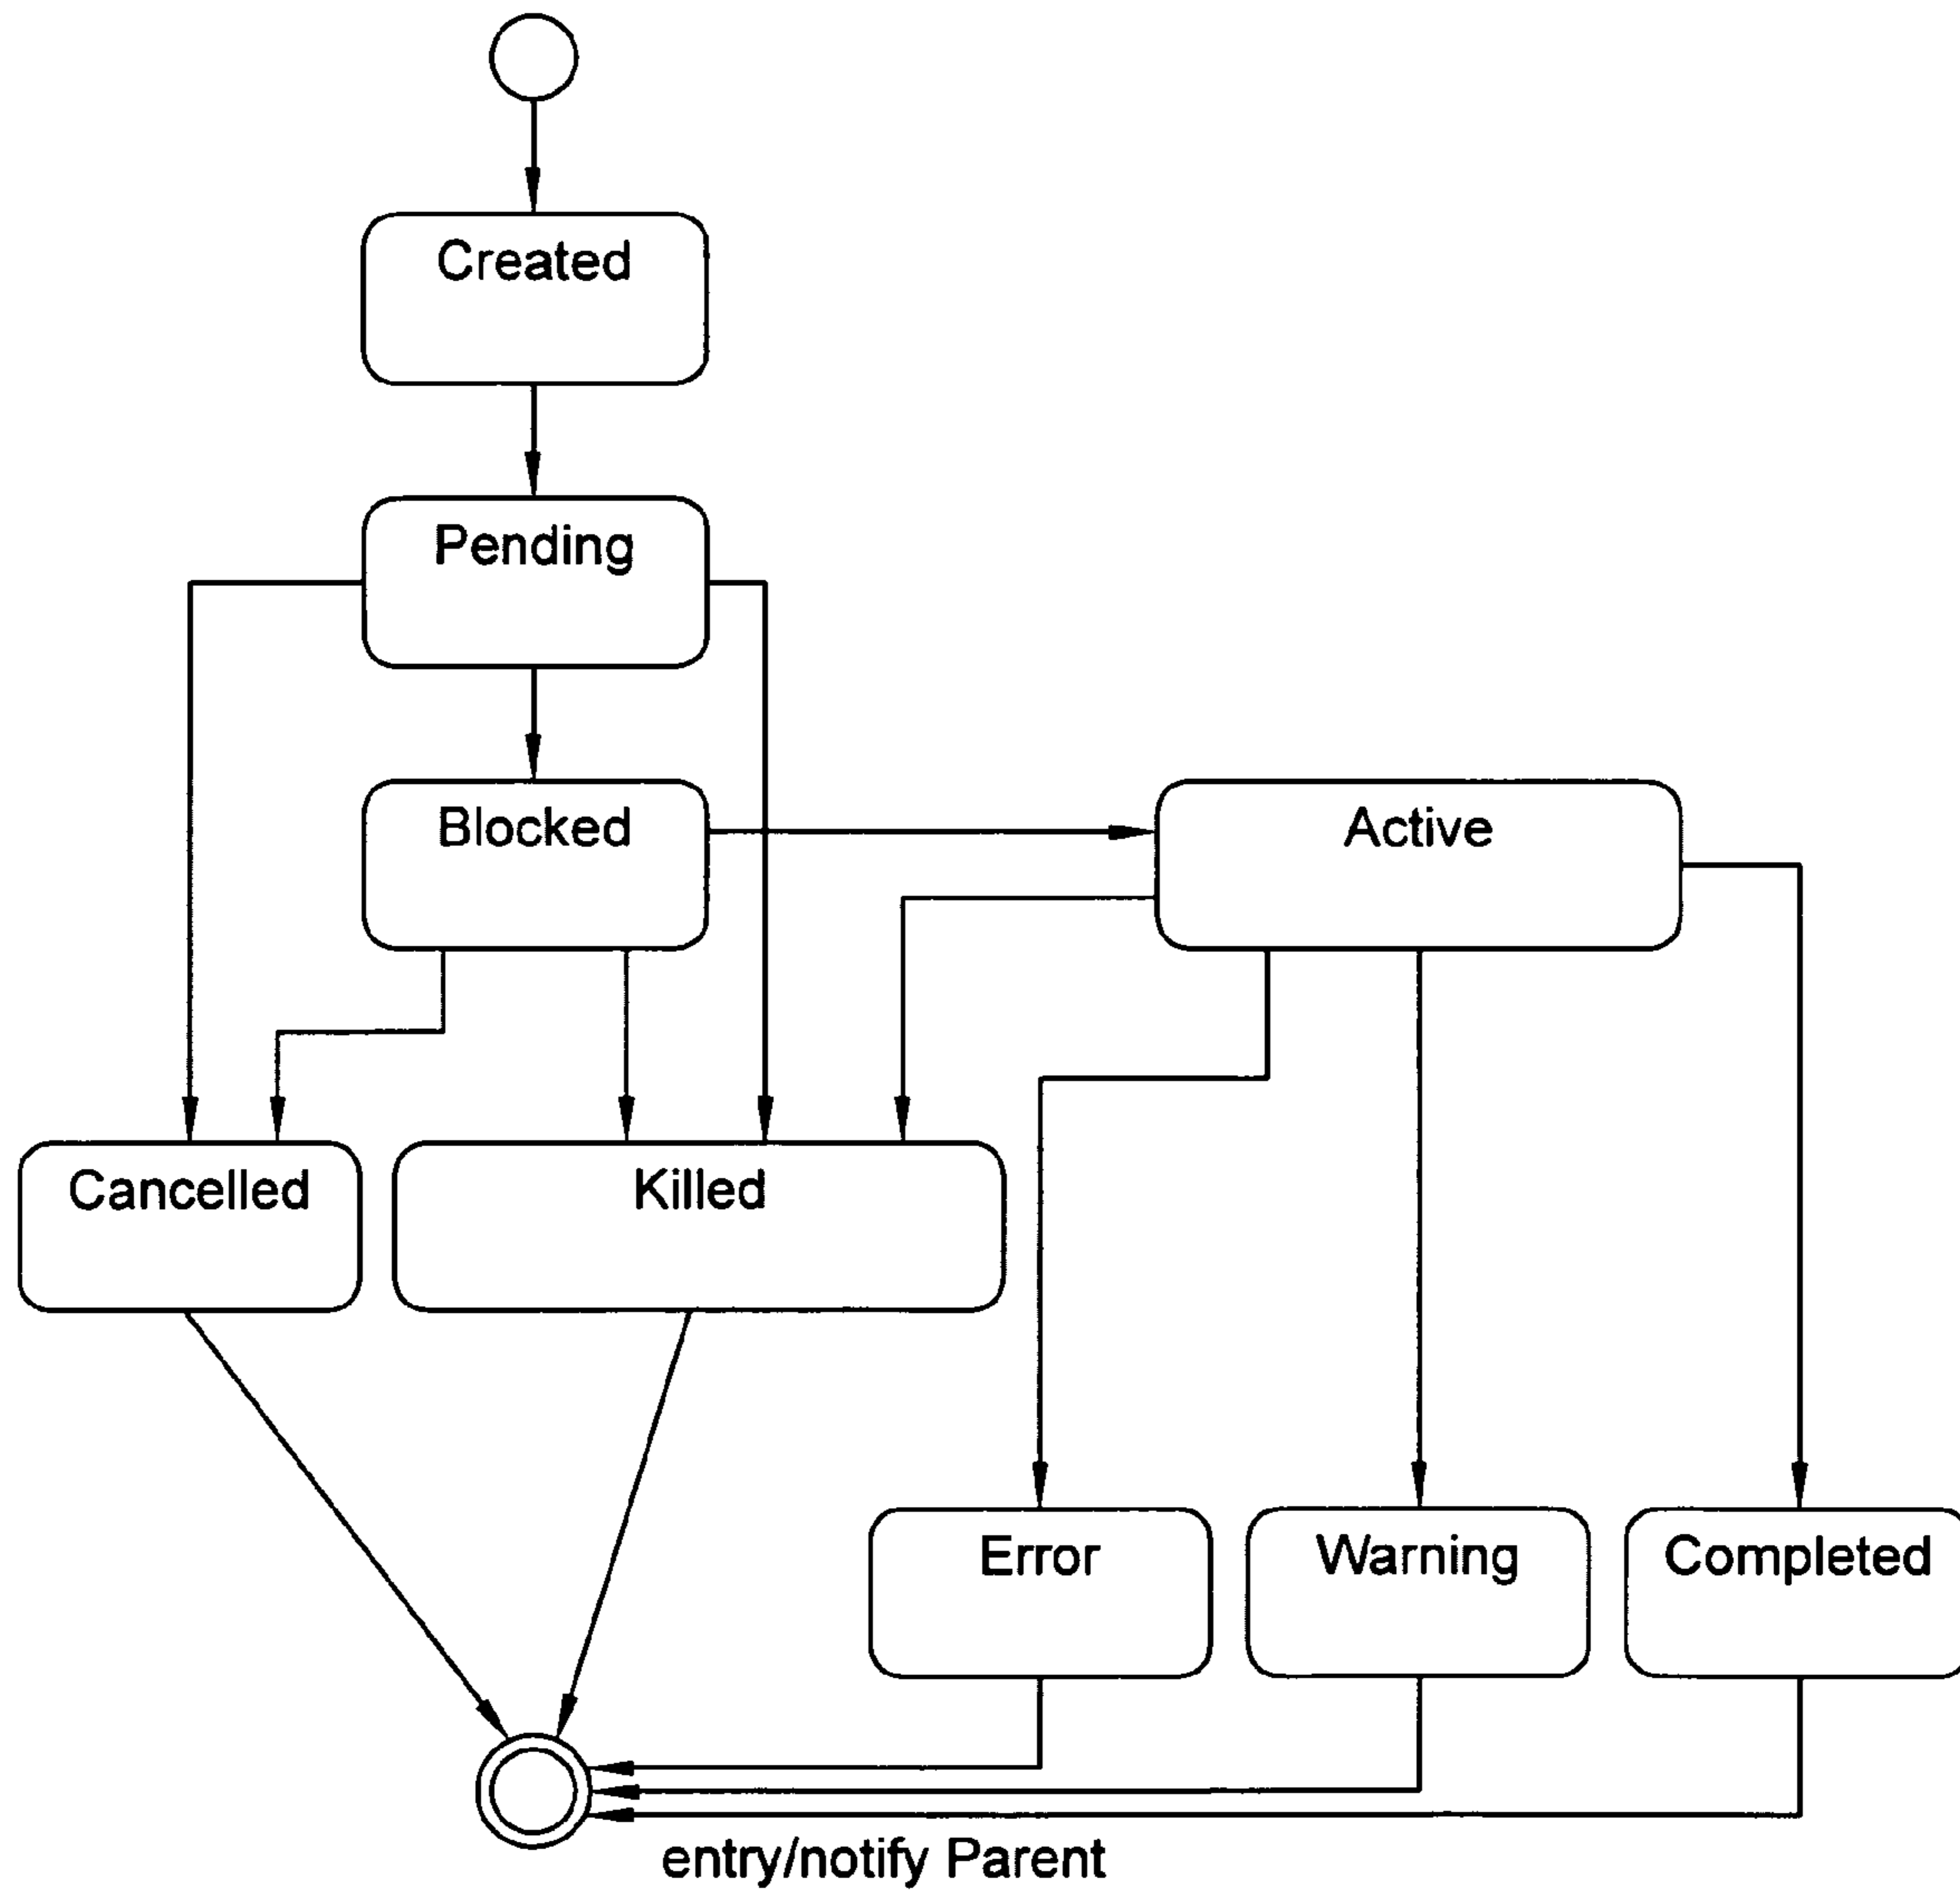 Created
Pending
Blocked
Active
Cancelled
Killed
Error
Warning
Completed
entry/notify Parent